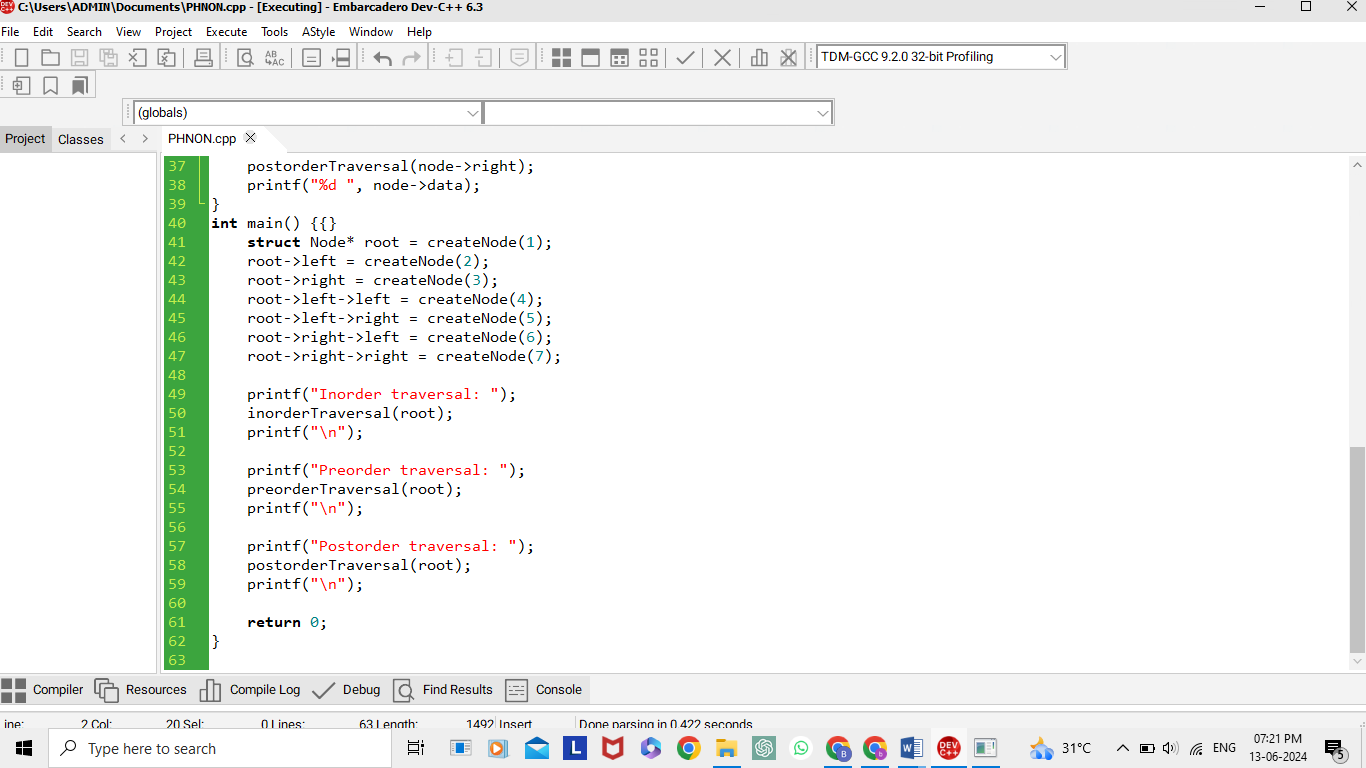 C:\Users\ADMIN\Documents\PHNON.cpp - [Executing] - Embarcadero Dev-C++ 6.3
File Edit Search View Project Execute Tools AStyle Window Help
TDM-GCC 9.2.0 32-bit Profiling
(globals)
Project Classes PHNON.cpp
37 postorderTraversal(node->right);
38 printf("%d ", node->data);
39 }
40 int main() {{}
41 struct Node* root = createNode(1);
42 root->left = createNode(2);
43 root->right = createNode(3);
44 root->left->left = createNode(4);
45 root->left->right = createNode(5);
46 root->right->left = createNode(6);
47 root->right->right = createNode(7);
48
49 printf("Inorder traversal: ");
50 inorderTraversal(root);
51 printf("\n");
52
53 printf("Preorder traversal: ");
54 preorderTraversal(root);
55 printf("\n");
56
57 printf("Postorder traversal: ");
58 postorderTraversal(root);
59 printf("\n");
60
61 return 0;
62 }
63
Compiler Resources Compile Log Debug Find Results Console
ine: 2 Col: 20 Sel: 0 Lines: 63 Length: 1492 Insert Done parsing in 0.422 seconds
Type here to search 31°C ENG 07:21 PM
13-06-2024 5